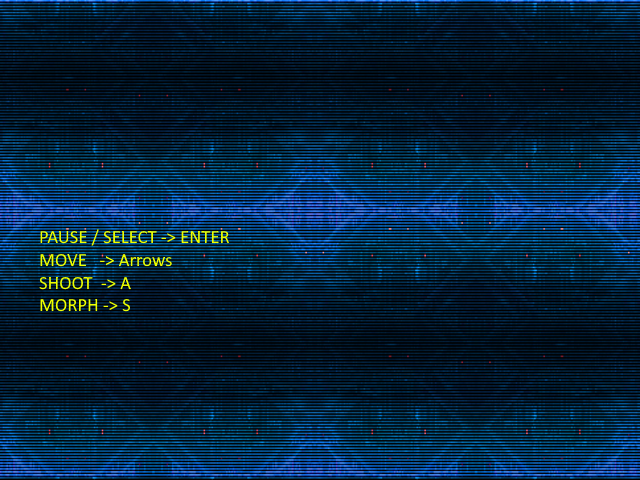 PAUSE / SELECT -> ENTER
MOVE -> Arrows
SHOOT -> A
MORPH -> S